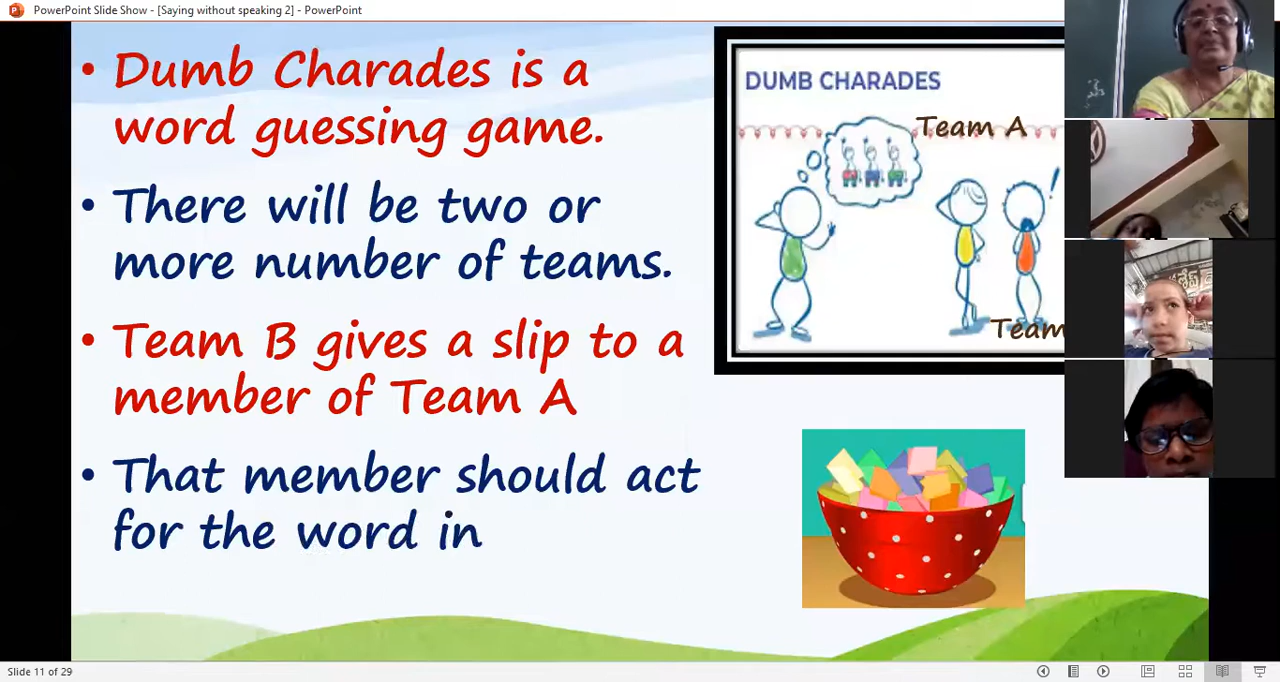 PowerPoint Slide Show - [Saying without speaking 2] - PowerPoint
• Dumb Charades is a
word guessing game.
• There will be two or
more number of teams.
• Team B gives a slip to a
member of Team A
• That member should act
for the word in
DUMB CHARADES
Team A
Team
Slide 11 of 29